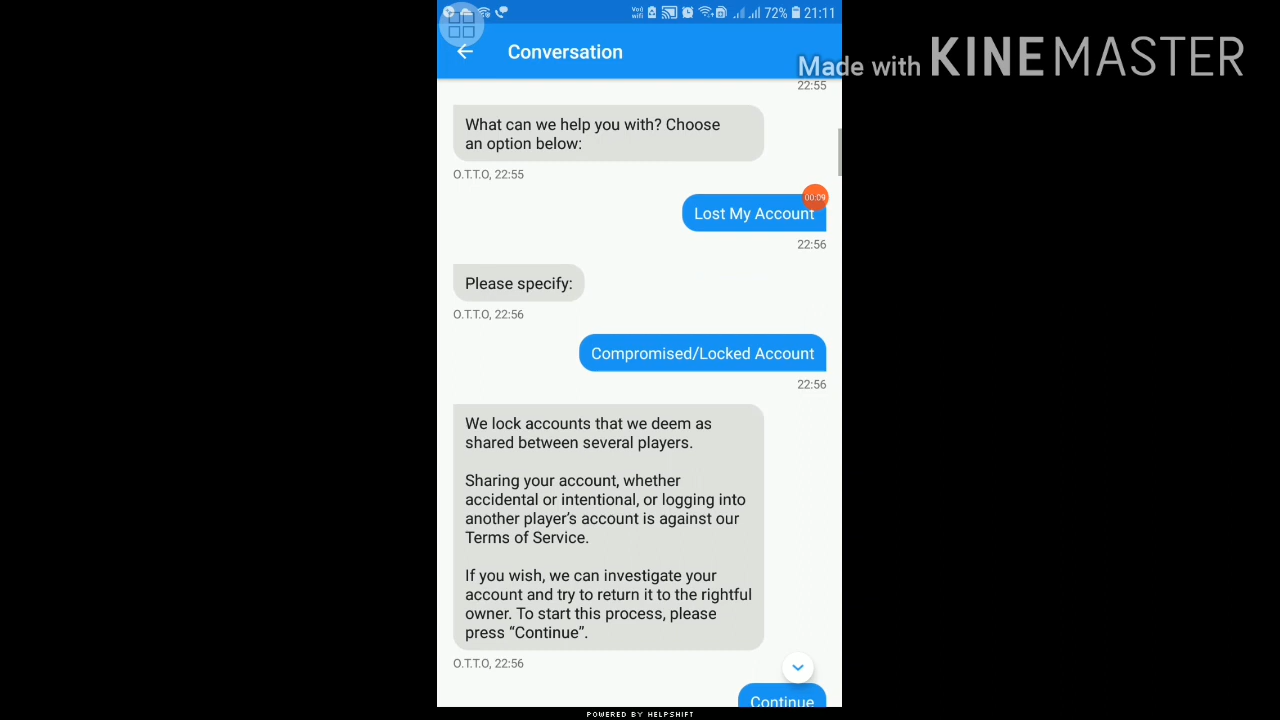 72% 21:11
Conversation
Made with KINEMASTER
22:55
What can we help you with? Choose
an option below:
O.T.T.O, 22:55
00:09
Lost My Account
22:56
Please specify:
O.T.T.O, 22:56
Compromised/Locked Account
22:56
We lock accounts that we deem as
shared between several players.
Sharing your account, whether
accidental or intentional, or logging into
another player's account is against our
Terms of Service.
If you wish, we can investigate your
account and try to return it to the rightful
owner. To start this process, please
press “Continue”.
O.T.T.O, 22:56
Continue
POWERED BY HELPSHIFT